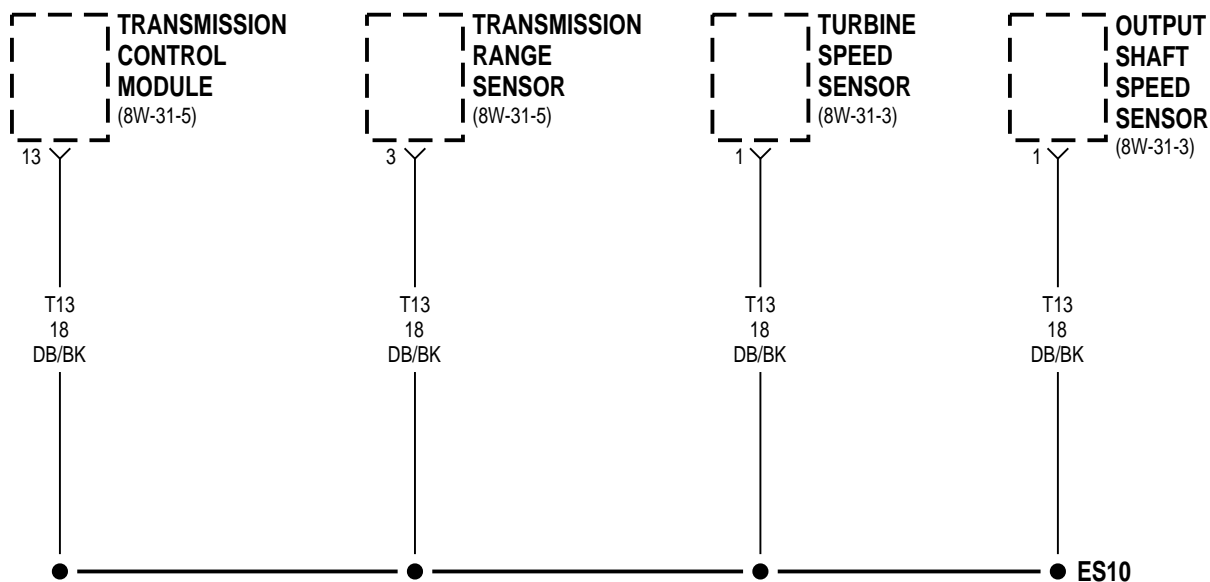 TRANSMISSION
CONTROL
MODULE
(8W-31-5)
TRANSMISSION
RANGE
SENSOR
(8W-31-5)
TURBINE
SPEED
SENSOR
(8W-31-3)
OUTPUT
SHAFT
SPEED
SENSOR
(8W-31-3)
13
3
1
1
T13
18
DB/BK
T13
18
DB/BK
T13
18
DB/BK
T13
18
DB/BK
ES10